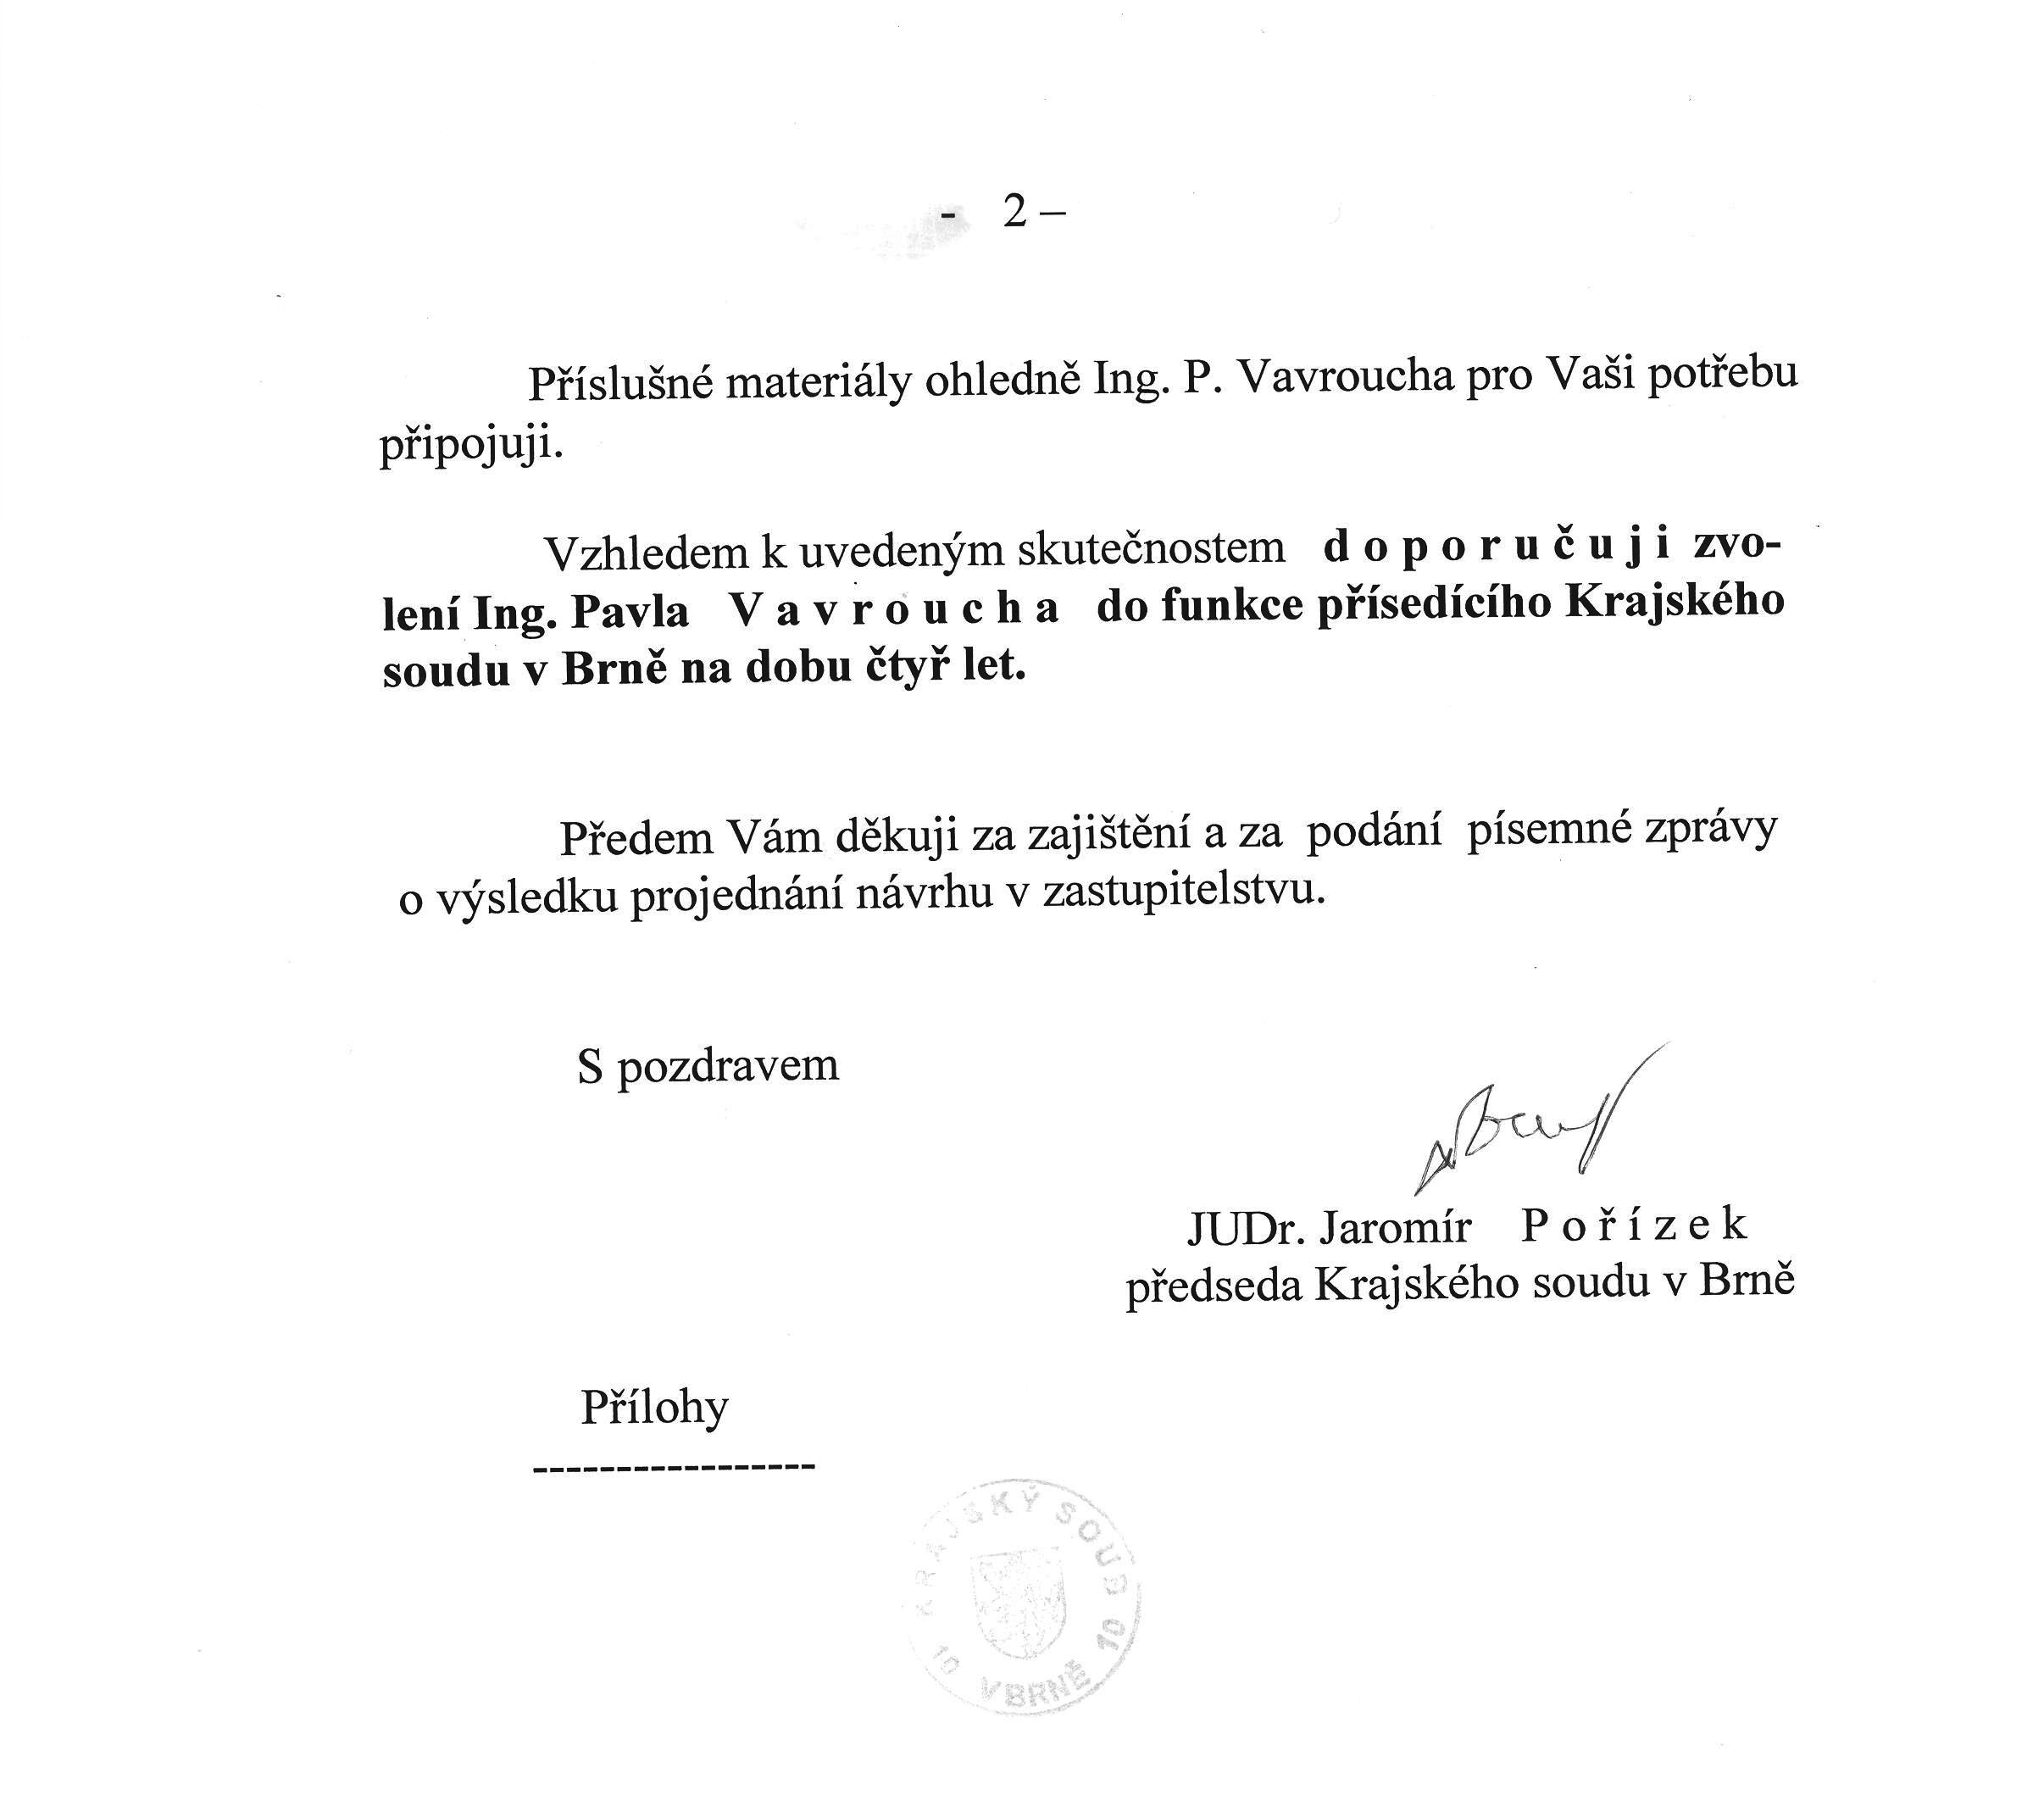 - 2 –
Příslušné materiály ohledně Ing. P. Vavroucha pro Vaši potřebu
připojuji.
Vzhledem k uvedeným skutečnostem d o p o r u č u j i zvo-
lení Ing. Pavla V a v r o u c h a do funkce přísedícího Krajského
soudu v Brně na dobu čtyř let.
Předem Vám děkuji za zajištění a za podání písemné zprávy
o výsledku projednání návrhu v zastupitelstvu.
S pozdravem
JUDr. Jaromír P o ř í z e k
předseda Krajského soudu v Brně
Přílohy
-----------------
KRAJSKÝ SOUD
10 V BRNĚ 10